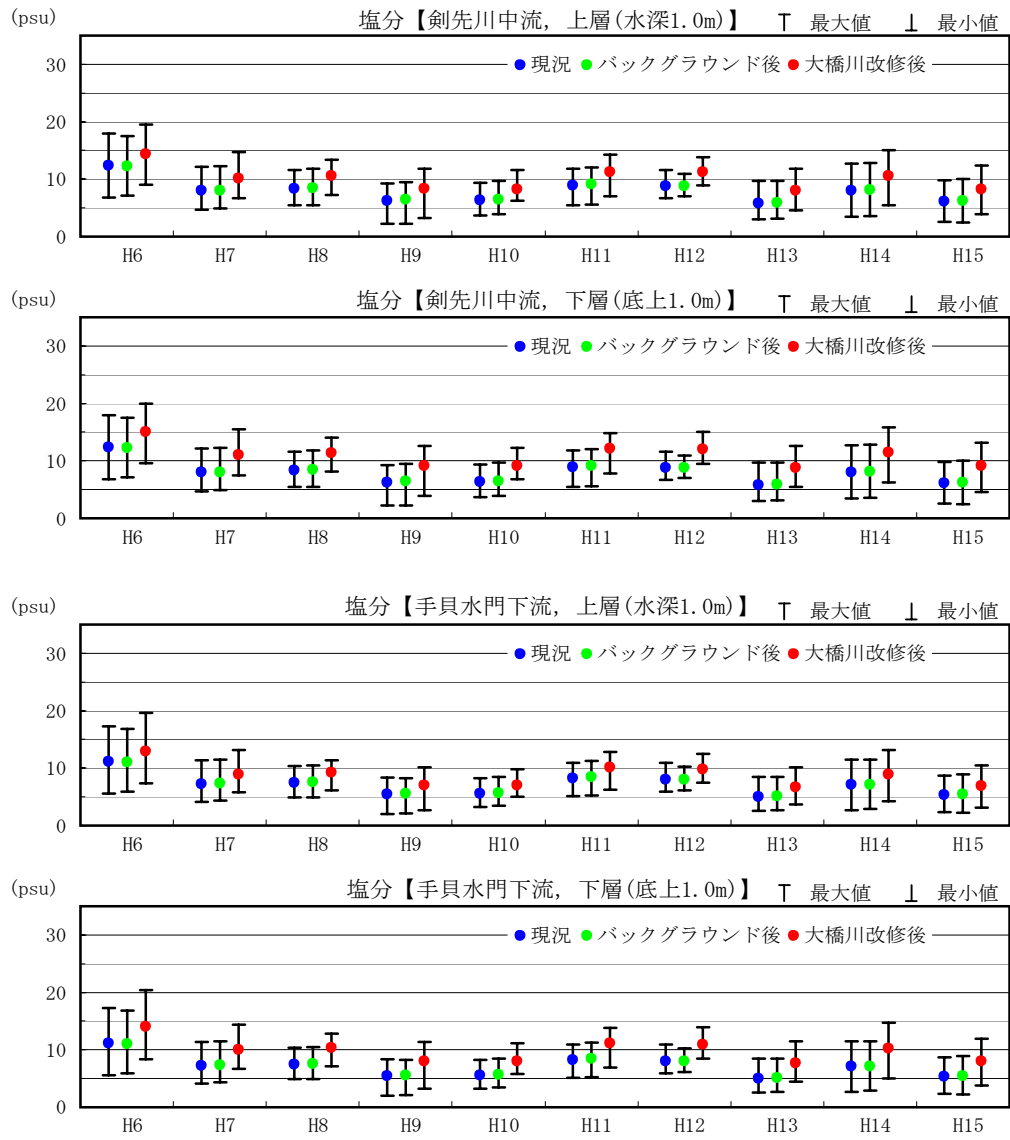 (psu) 塩分【剣先川中流，上層(水深1.0m)】 最大値 最小値
30 現況 バックグラウンド後 大橋川改修後
20
10
0
H6 H7 H8 H9 H10 H11 H12 H13 H14 H15
(psu) 塩分【剣先川中流，下層(底上1.0m)】 最大値 最小値
30 現況 バックグラウンド後 大橋川改修後
20
10
0
H6 H7 H8 H9 H10 H11 H12 H13 H14 H15
(psu) 塩分【手貝水門下流，上層(水深1.0m)】 最大値 最小値
30 現況 バックグラウンド後 大橋川改修後
20
10
0
H6 H7 H8 H9 H10 H11 H12 H13 H14 H15
(psu) 塩分【手貝水門下流，下層(底上1.0m)】 最大値 最小値
30 現況 バックグラウンド後 大橋川改修後
20
10
0
H6 H7 H8 H9 H10 H11 H12 H13 H14 H15